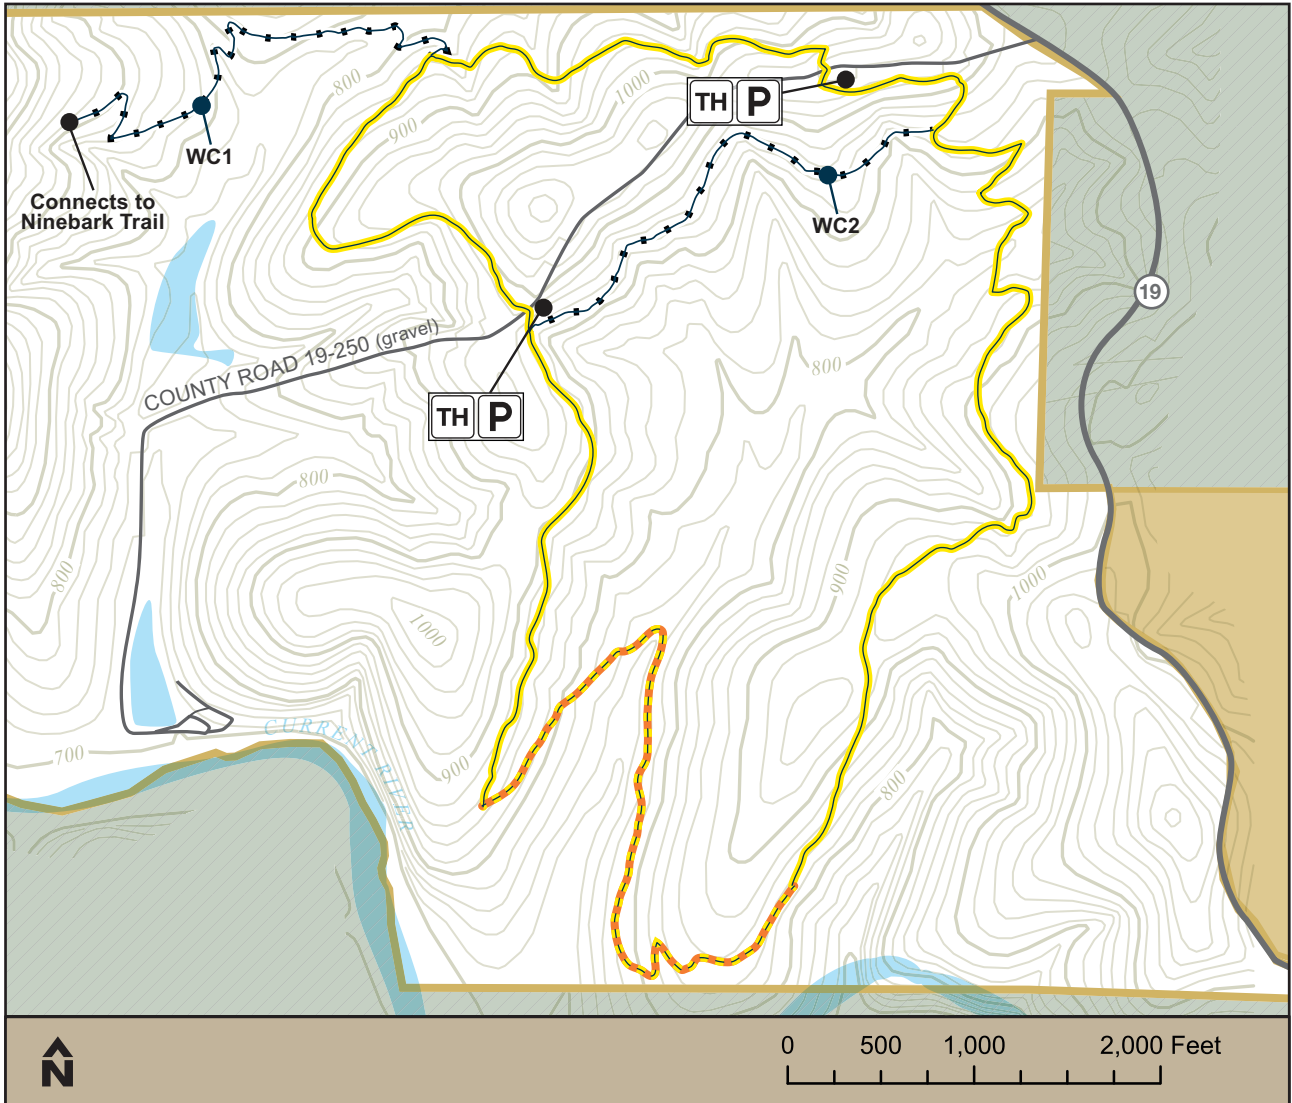 800
900
1000
TH P
WC1
WC2
Connects to
Ninebark Trail
19
COUNTY ROAD 19-250 (gravel)
TH P
800
800
800
900
1000
1000
CURRENT RIVER
700
900
800
N
0 500 1,000 2,000 Feet